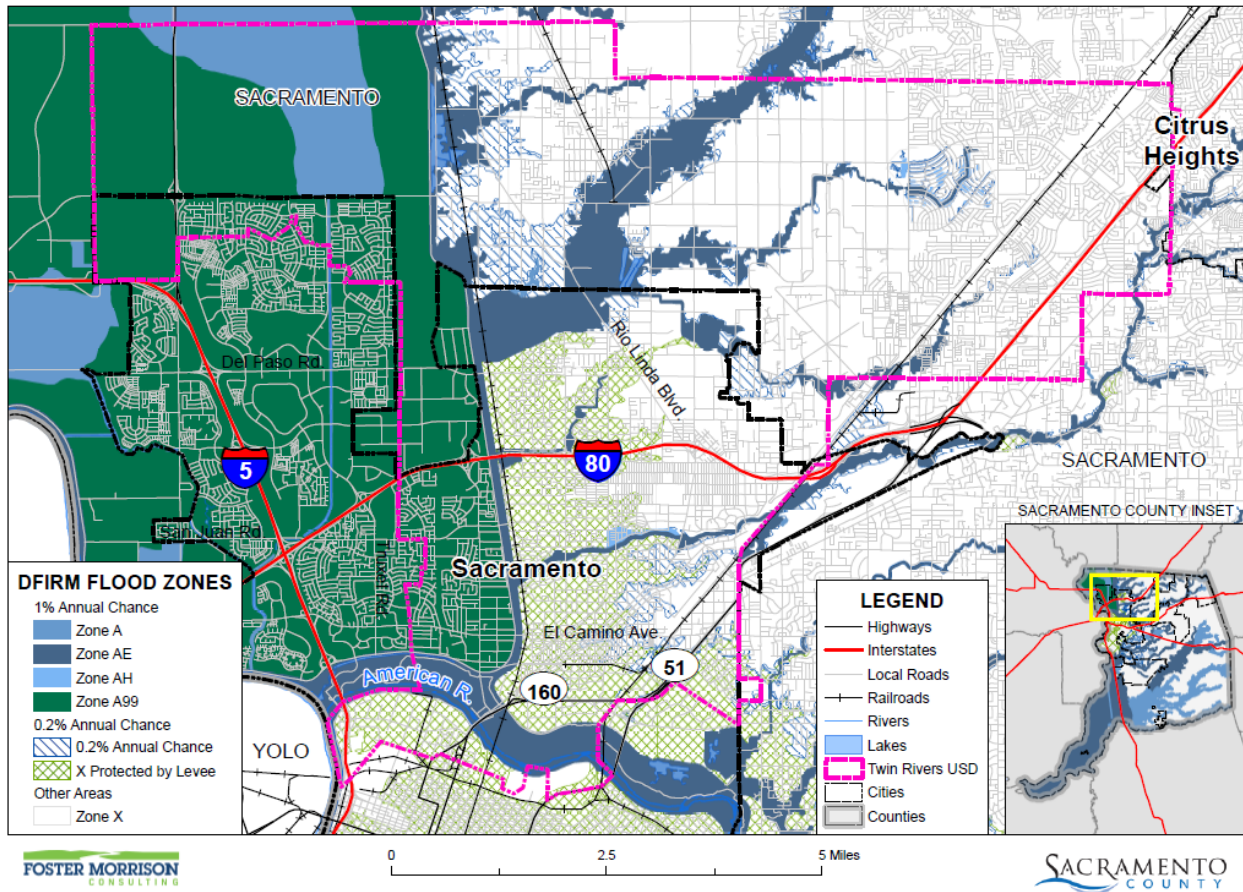 SACRAMENTO
Citrus
Heights
Del Paso Rd
Rio Linda Blvd.
5
80
SACRAMENTO
San Juan Rd
Truxel Rd
Sacramento
El Camino Ave
American R.
160
51
YOLO
SACRAMENTO COUNTY INSET
DFIRM FLOOD ZONES
1% Annual Chance
Zone A
Zone AE
Zone AH
Zone A99
0.2% Annual Chance
0.2% Annual Chance
X Protected by Levee
Other Areas
Zone X
LEGEND
Highways
Interstates
Local Roads
Railroads
Rivers
Lakes
Twin Rivers USD
Cities
Counties
FOSTER MORRISON
CONSULTING
0 2.5 5 Miles
SACRAMENTO
COUNTY